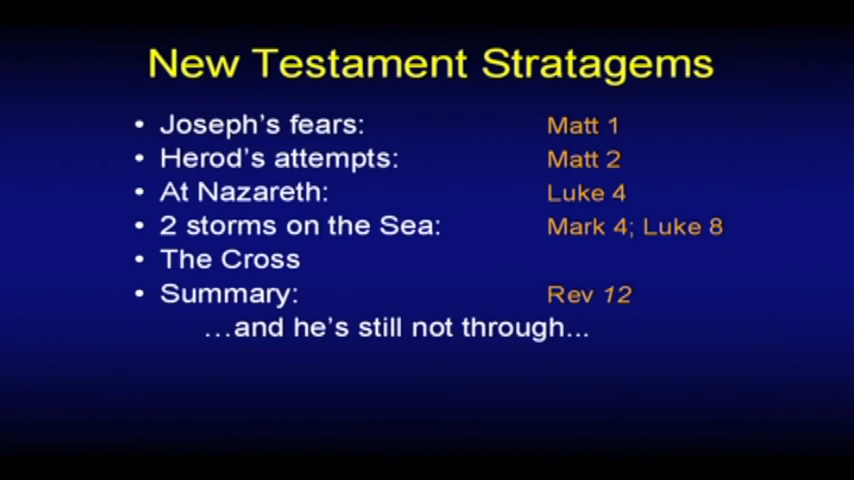 New Testament Stratagems
• Joseph's fears: Matt 1
• Herod's attempts: Matt 2
• At Nazareth: Luke 4
• 2 storms on the Sea: Mark 4; Luke 8
• The Cross
• Summary: Rev 12
…and he's still not through...